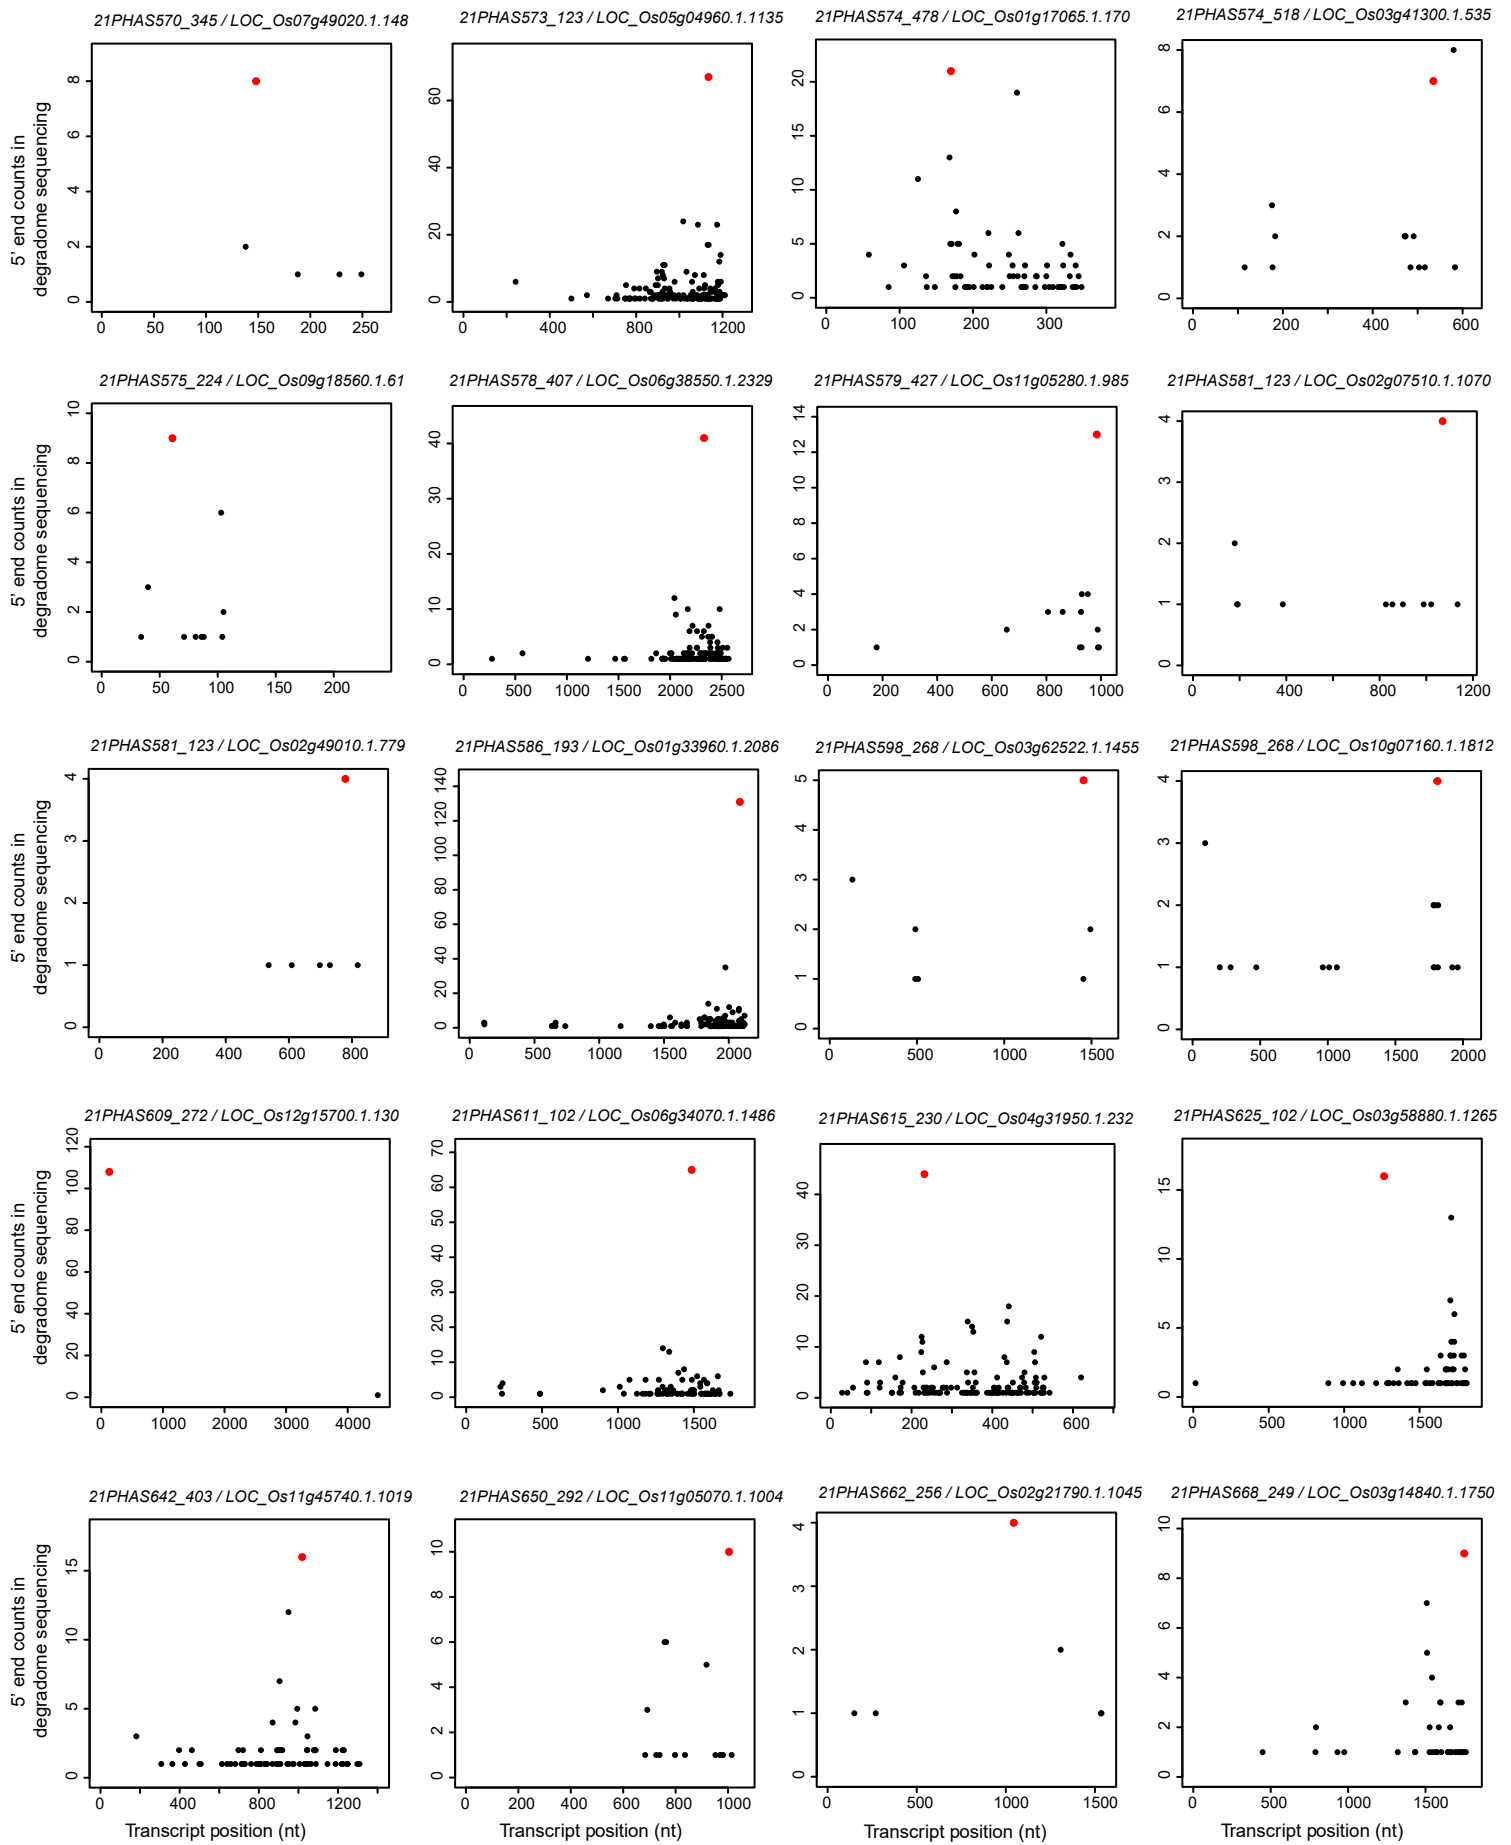 21PHAS570_345 / LOC_Os07g49020.1.148
5' end counts in
degradome sequencing
0 2 4 6 8
0 50 100 150 200 250
21PHAS573_123 / LOC_Os05g04960.1.1135
0 20 40 60
0 400 800 1200
21PHAS574_478 / LOC_Os01g17065.1.170
0 5 10 15 20
0 100 200 300
21PHAS574_518 / LOC_Os03g41300.1.535
0 2 4 6 8
0 200 400 600
21PHAS575_224 / LOC_Os09g18560.1.61
5' end counts in
degradome sequencing
0 2 4 6 8 10
0 50 100 150 200
21PHAS578_407 / LOC_Os06g38550.1.2329
0 10 20 30 40
0 500 1000 1500 2000 2500
21PHAS579_427 / LOC_Os11g05280.1.985
0 2 4 6 8 10 12 14
0 200 400 600 800 1000
21PHAS581_123 / LOC_Os02g07510.1.1070
0 1 2 3 4
0 400 800 1200
21PHAS581_123 / LOC_Os02g49010.1.779
5' end counts in
degradome sequencing
0 1 2 3 4
0 200 400 600 800
21PHAS586_193 / LOC_Os01g33960.1.2086
0 20 40 60 80 100 120 140
0 500 1000 1500 2000
21PHAS598_268 / LOC_Os03g62522.1.1455
0 1 2 3 4 5
0 500 1000 1500
21PHAS598_268 / LOC_Os10g07160.1.1812
0 1 2 3 4
0 500 1000 1500 2000
21PHAS609_272 / LOC_Os12g15700.1.130
5' end counts in
degradome sequencing
0 20 40 60 80 100 120
0 1000 2000 3000 4000
21PHAS611_102 / LOC_Os06g34070.1.1486
0 10 20 30 40 50 60 70
0 500 1000 1500
21PHAS615_230 / LOC_Os04g31950.1.232
0 10 20 30 40
0 200 400 600
21PHAS625_102 / LOC_Os03g58880.1.1265
0 5 10 15
0 500 1000 1500
21PHAS642_403 / LOC_Os11g45740.1.1019
5' end counts in
degradome sequencing
0 5 10 15
0 400 800 1200
Transcript position (nt)
21PHAS650_292 / LOC_Os11g05070.1.1004
0 2 4 6 8 10
0 200 400 600 800 1000
Transcript position (nt)
21PHAS662_256 / LOC_Os02g21790.1.1045
0 1 2 3 4
0 500 1000 1500
Transcript position (nt)
21PHAS668_249 / LOC_Os03g14840.1.1750
0 2 4 6 8 10
0 500 1000 1500
Transcript position (nt)